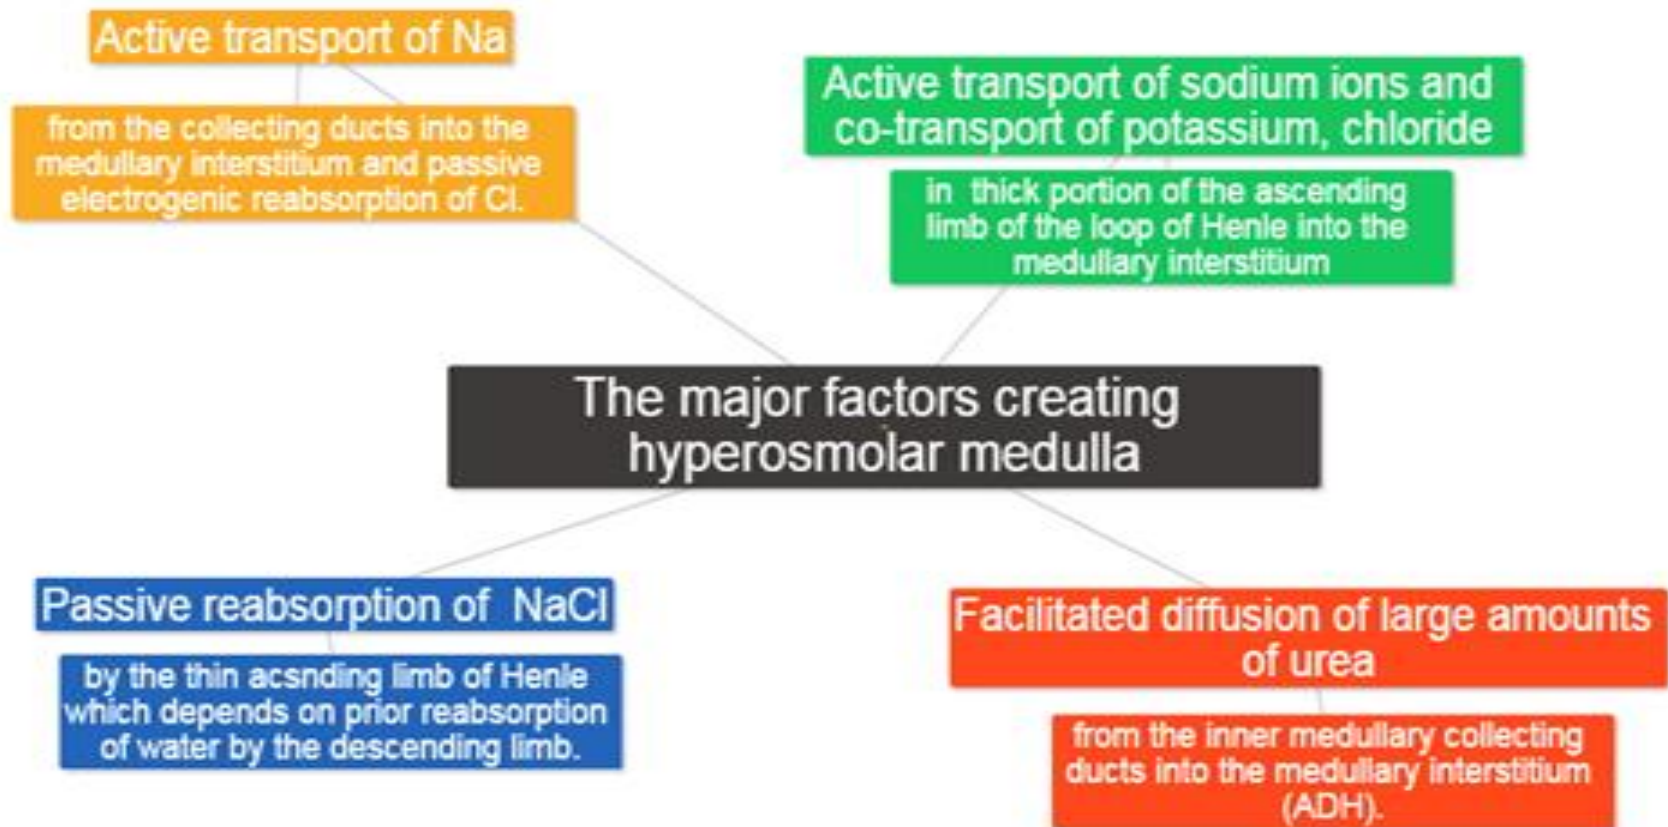 Active transport of Na
from the collecting ducts into the
medullary interstitium and passive
electrogenic reabsorption of Cl.
Active transport of sodium ions and
co-transport of potassium, chloride
in thick portion of the ascending
limb of the loop of Henle into the
medullary interstitium
The major factors creating
hyperosmolar medulla
Passive reabsorption of NaCl
by the thin acsnding limb of Henle
which depends on prior reabsorption
of water by the descending limb.
Facilitated diffusion of large amounts
of urea
from the inner medullary collecting
ducts into the medullary interstitium
(ADH).